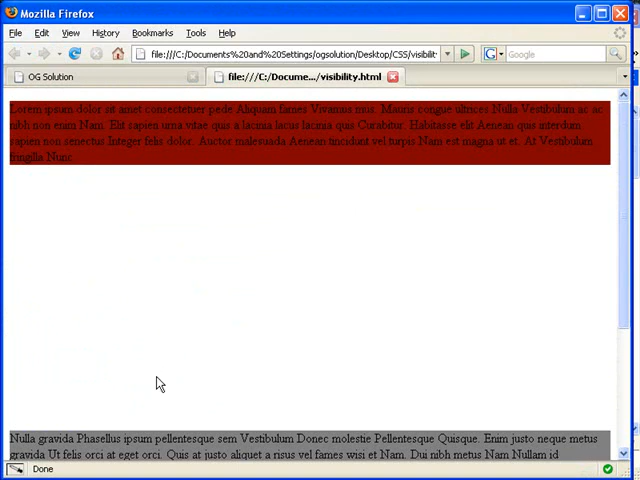 Mozilla Firefox
File Edit View History Bookmarks Tools Help
file:///C:/Documents%20and%20Settings/ogsolution/Desktop/CSS/visibilit
Google
OG Solution
file:///C:/Docume.../visibility.html
Lorem ipsum dolor sit amet consectetuer pede Aliquam fames Vivamus mus. Mauris congue ultrices Nulla Vestibulum ac ac
nibh non enim Nam. Elit sapien urna vitae quis a lacinia lacus lacinia quis Curabitur. Habitasse elit Aenean quis interdum
sapien non senectus Integer felis dolor. Auctor malesuada Aenean tincidunt vel turpis Nam est magna ut et. At Vestibulum
fringilla Nunc.
Nulla gravida Phasellus ipsum pellentesque sem Vestibulum Donec molestie Pellentesque Quisque. Enim justo neque metus
gravida Ut felis orci at eget orci. Quis at justo aliquet a risus vel fames wisi et Nam. Dui nibh metus Nam Nullam id
Done